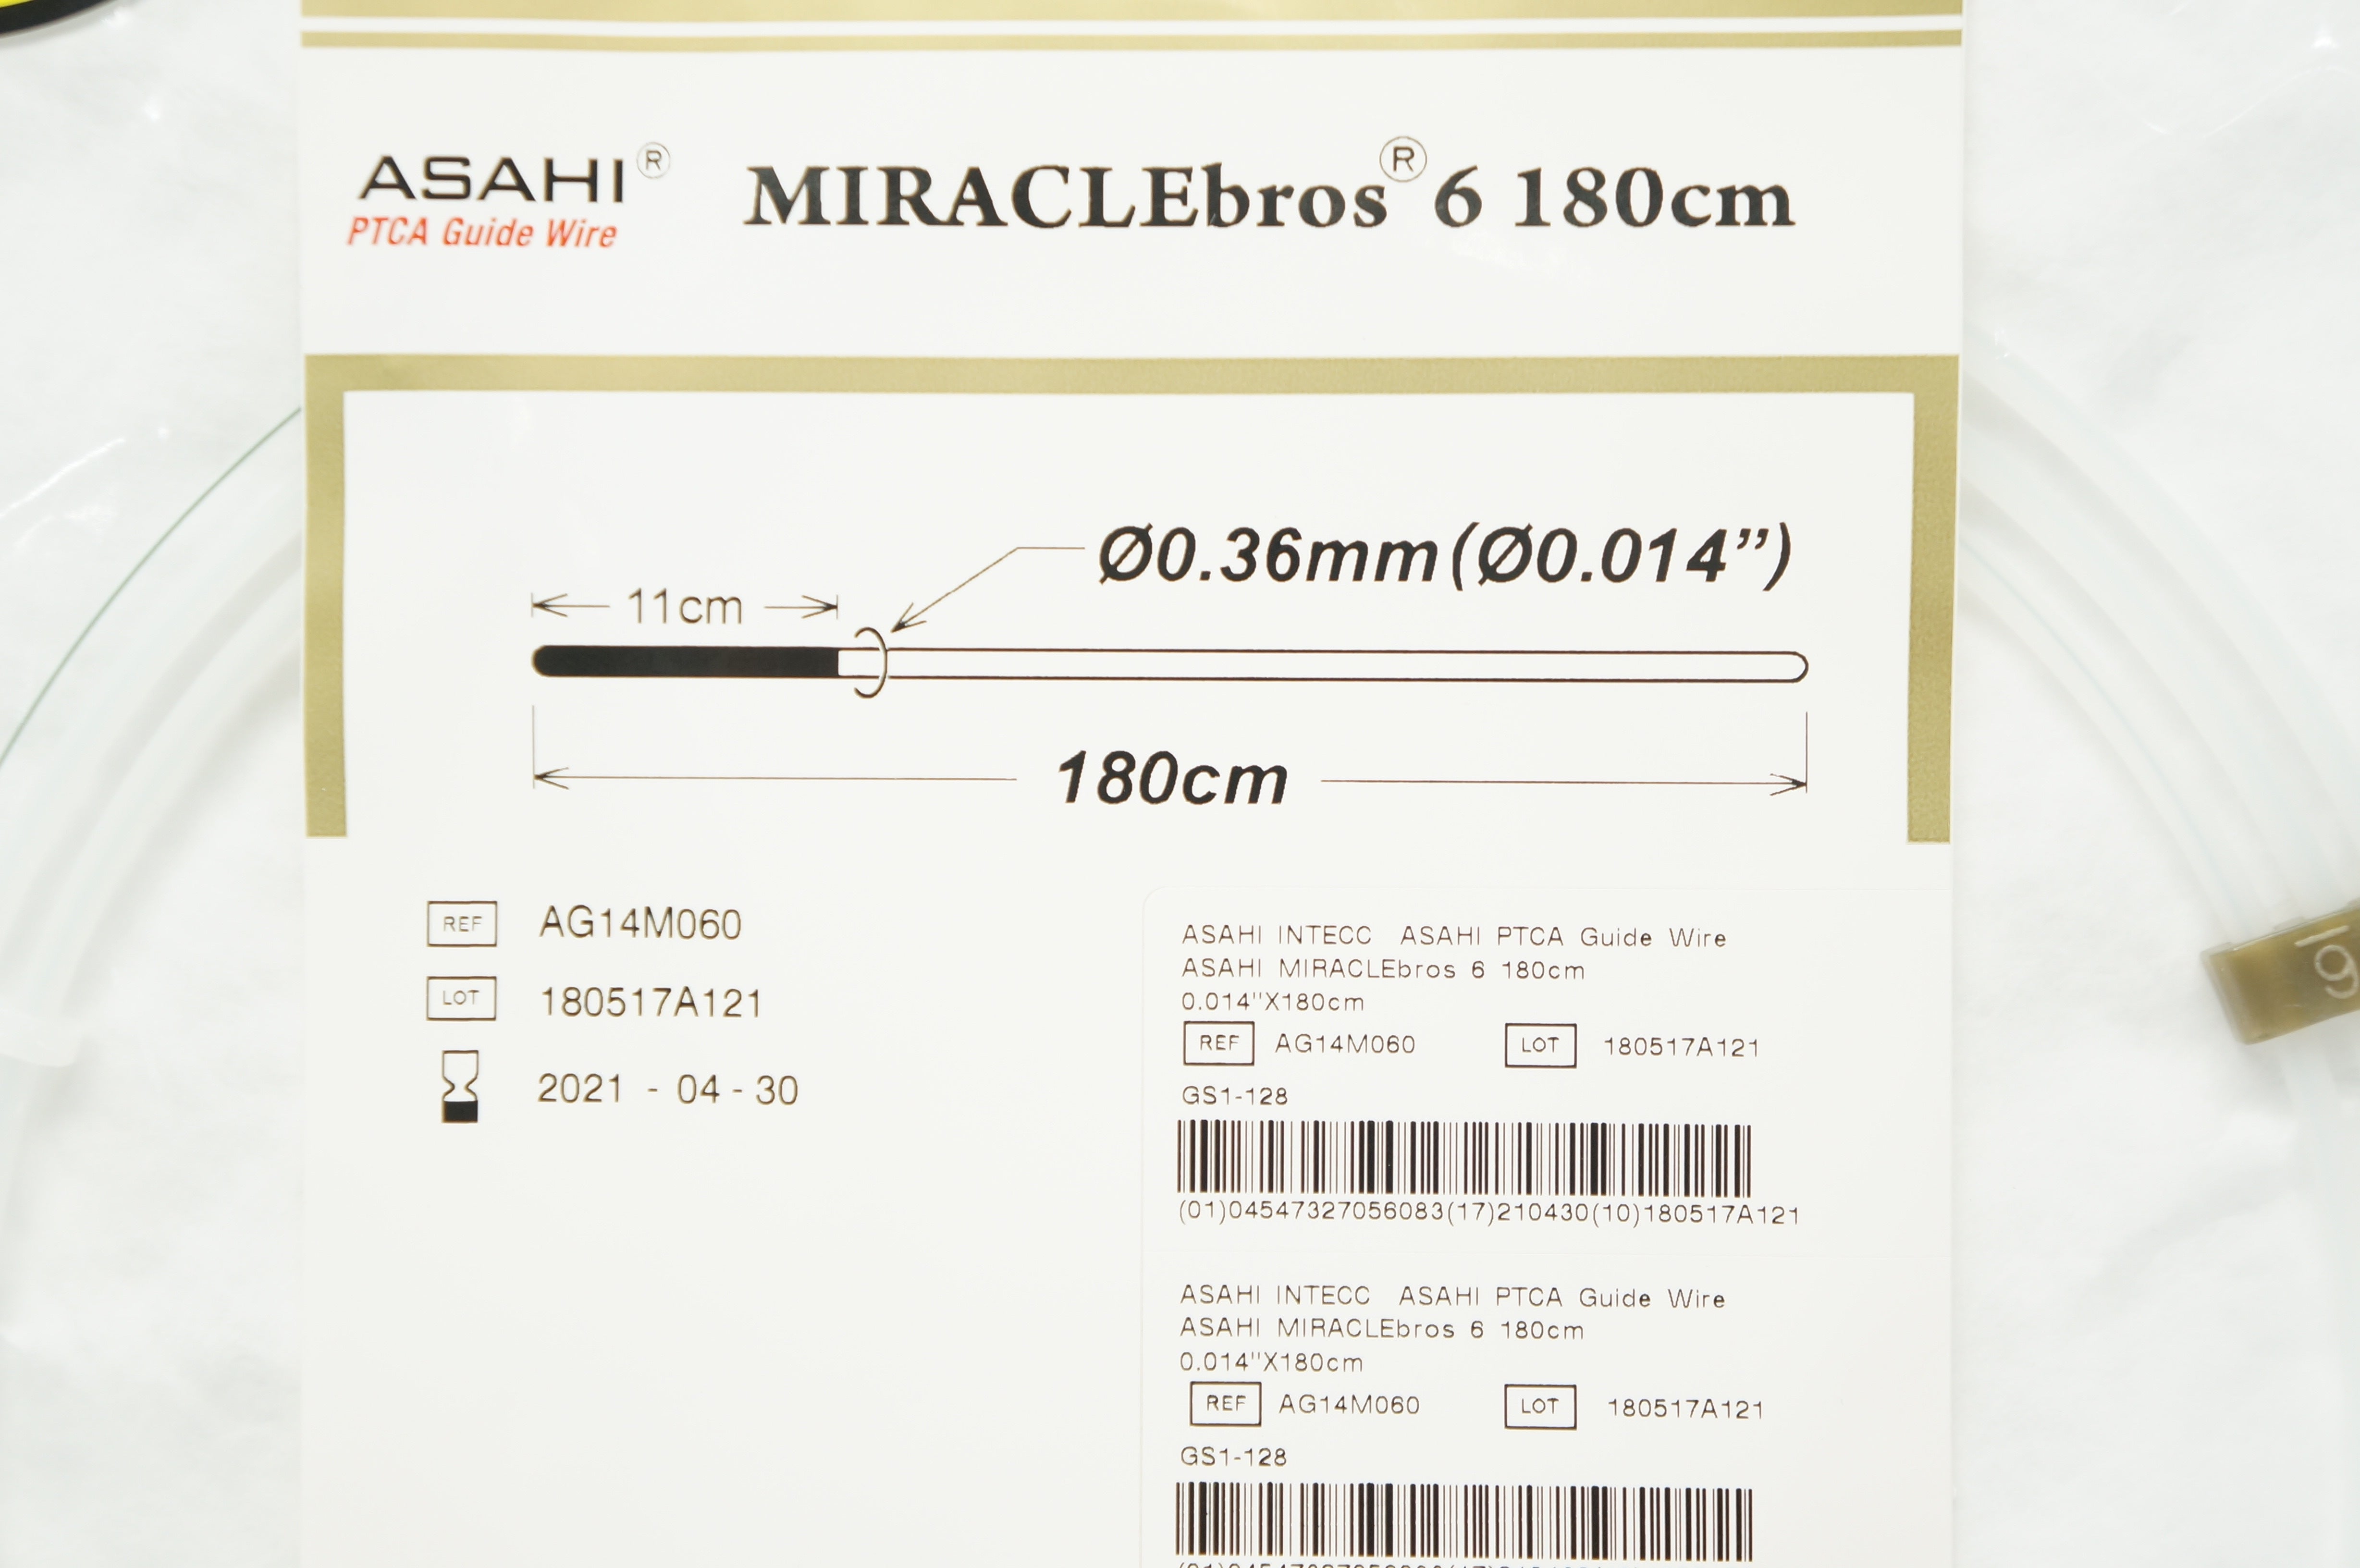 ASAHI® MIRACLEbros® 6 180cm
PTCA Guide Wire
Ø0.36mm(Ø0.014”)
11cm
180cm
REF AG14M060
LOT 180517A121
2021 - 04 - 30
ASAHI INTECC ASAHI PTCA Guide Wire
ASAHI MIRACLEbros 6 180cm
0.014"X180cm
REF AG14M060 LOT 180517A121
GS1-128
(01)04547327056083(17)210430(10)180517A121
ASAHI INTECC ASAHI PTCA Guide Wire
ASAHI MIRACLEbros 6 180cm
0.014"X180cm
REF AG14M060 LOT 180517A121
GS1-128